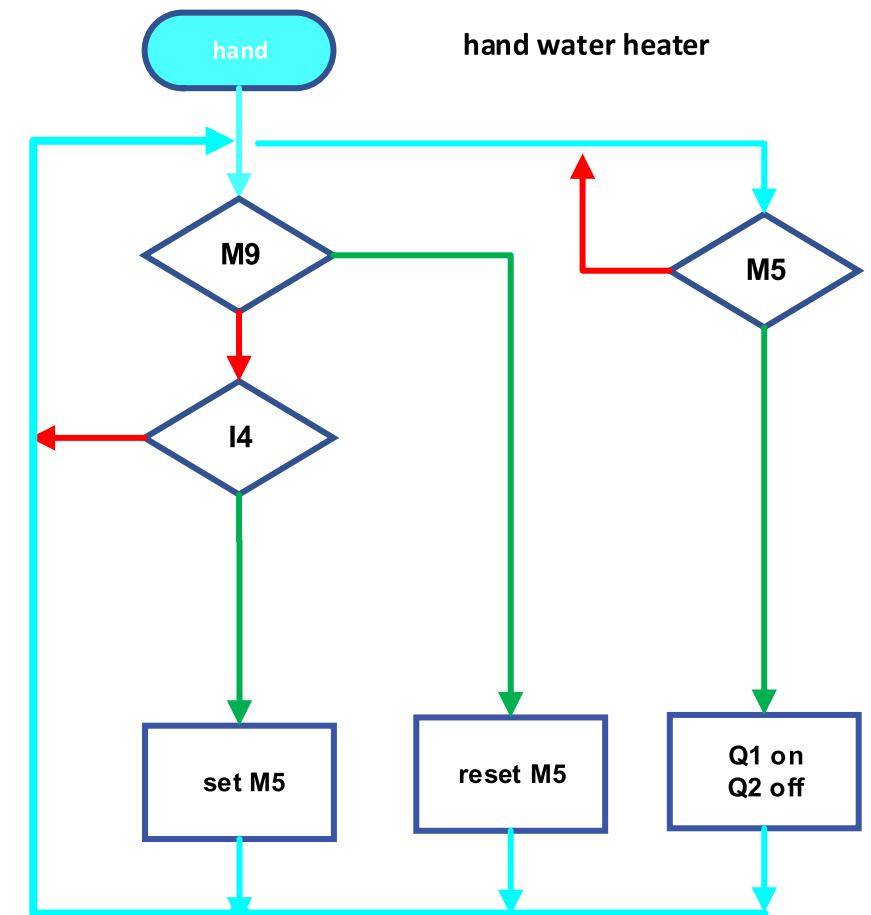 hand
hand water heater
M9
M5
I4
set M5
reset M5
Q1 on
Q2 off